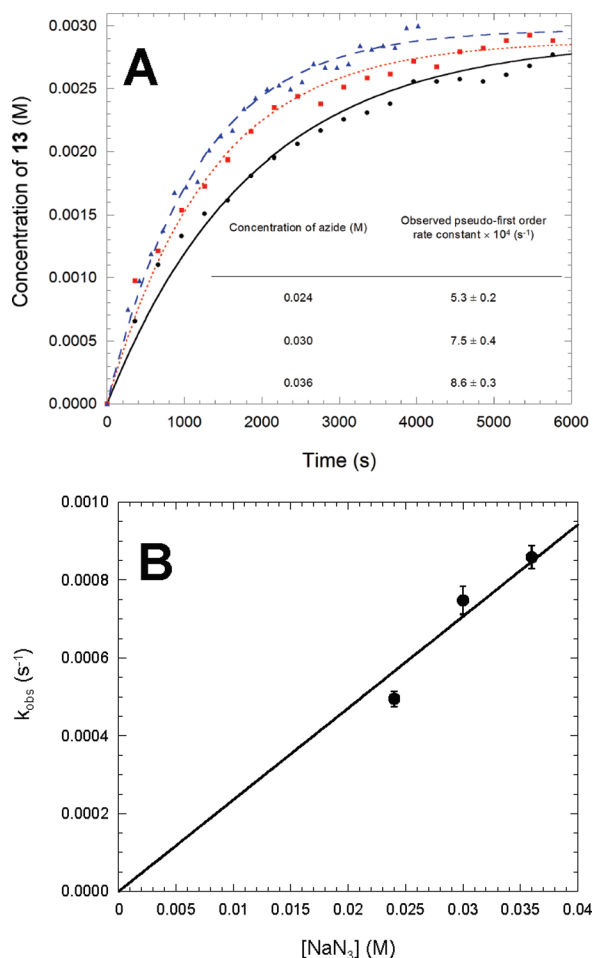 A
Concentration of 13 (M)
0.0030
0.0025
0.0020
0.0015
0.0010
0.0005
0.0000
Concentration of azide (M)
Observed pseudo-first order
rate constant × 10⁴ (s⁻¹)
0.024 5.3 ± 0.2
0.030 7.5 ± 0.4
0.036 8.6 ± 0.3
0 1000 2000 3000 4000 5000 6000
Time (s)
B
k_obs (s⁻¹)
0.0010
0.0008
0.0006
0.0004
0.0002
0.0000
0 0.005 0.01 0.015 0.02 0.025 0.03 0.035 0.04
[NaN₃] (M)